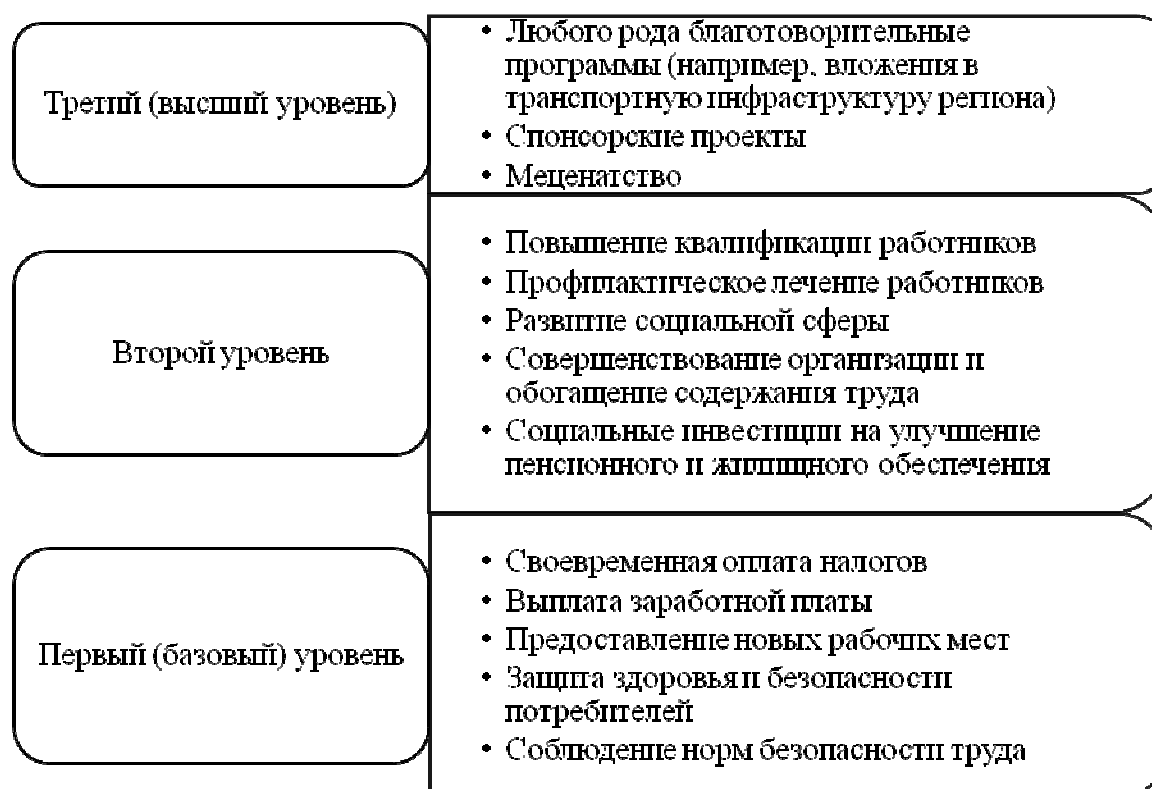 Третий (высший уровень)
• Любого рода благотворительные
программы (например, вложения в
транспортную инфраструктуру региона)
• Спонсорские проекты
• Меценатство
Второй уровень
• Повышение квалификации работников
• Профилактическое лечение работников
• Развитие социальной сферы
• Совершенствование организации и
обогащение содержания труда
• Социальные инвестиции на улучшение
пенсионного и жилищного обеспечения
Первый (базовый) уровень
• Своевременная оплата налогов
• Выплата заработной платы
• Предоставление новых рабочих мест
• Защита здоровья и безопасности
потребителей
• Соблюдение норм безопасности труда